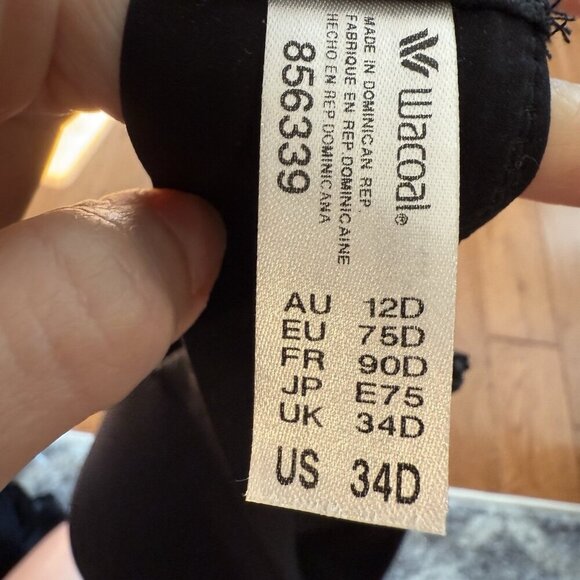 wacoal®
MADE IN DOMINICAN REP.
FABRIQUE EN REP.DOMINICAINE
HECHO EN REP.DOMINICANA
856339
AU 12D
EU 75D
FR 90D
JP E75
UK 34D
US 34D